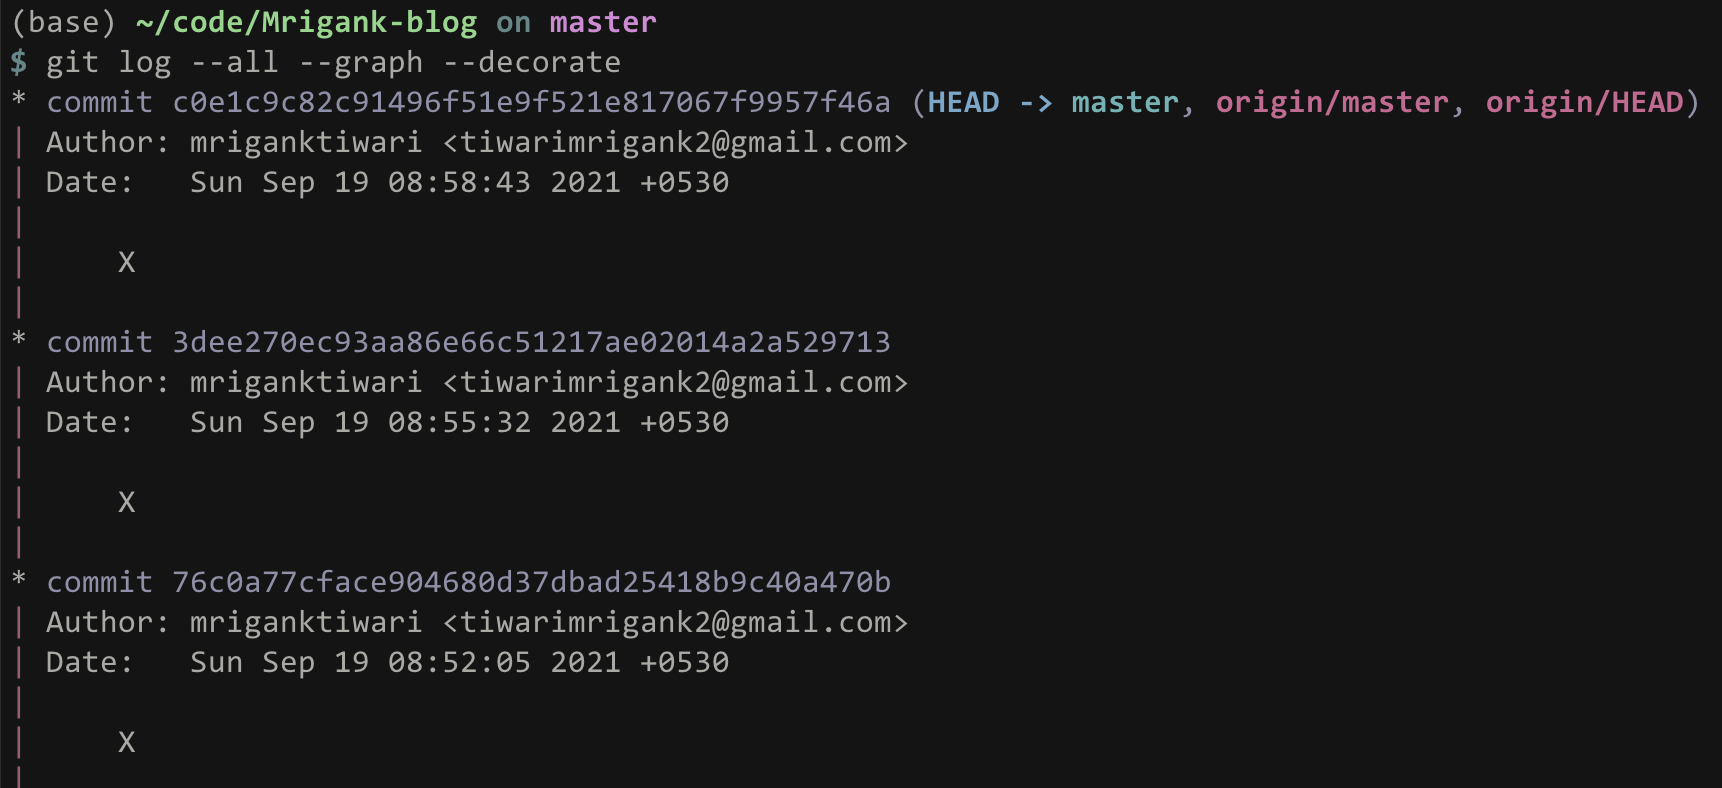 (base) ~/code/Mrigank-blog on master
$ git log --all --graph --decorate
* commit c0e1c9c82c91496f51e9f521e817067f9957f46a (HEAD -> master, origin/master, origin/HEAD)
| Author: mriganktiwari <tiwarimrigank2@gmail.com>
| Date:   Sun Sep 19 08:58:43 2021 +0530
|
|     X
|
* commit 3dee270ec93aa86e66c51217ae02014a2a529713
| Author: mriganktiwari <tiwarimrigank2@gmail.com>
| Date:   Sun Sep 19 08:55:32 2021 +0530
|
|     X
|
* commit 76c0a77cface904680d37dbad25418b9c40a470b
| Author: mriganktiwari <tiwarimrigank2@gmail.com>
| Date:   Sun Sep 19 08:52:05 2021 +0530
|
|     X
|